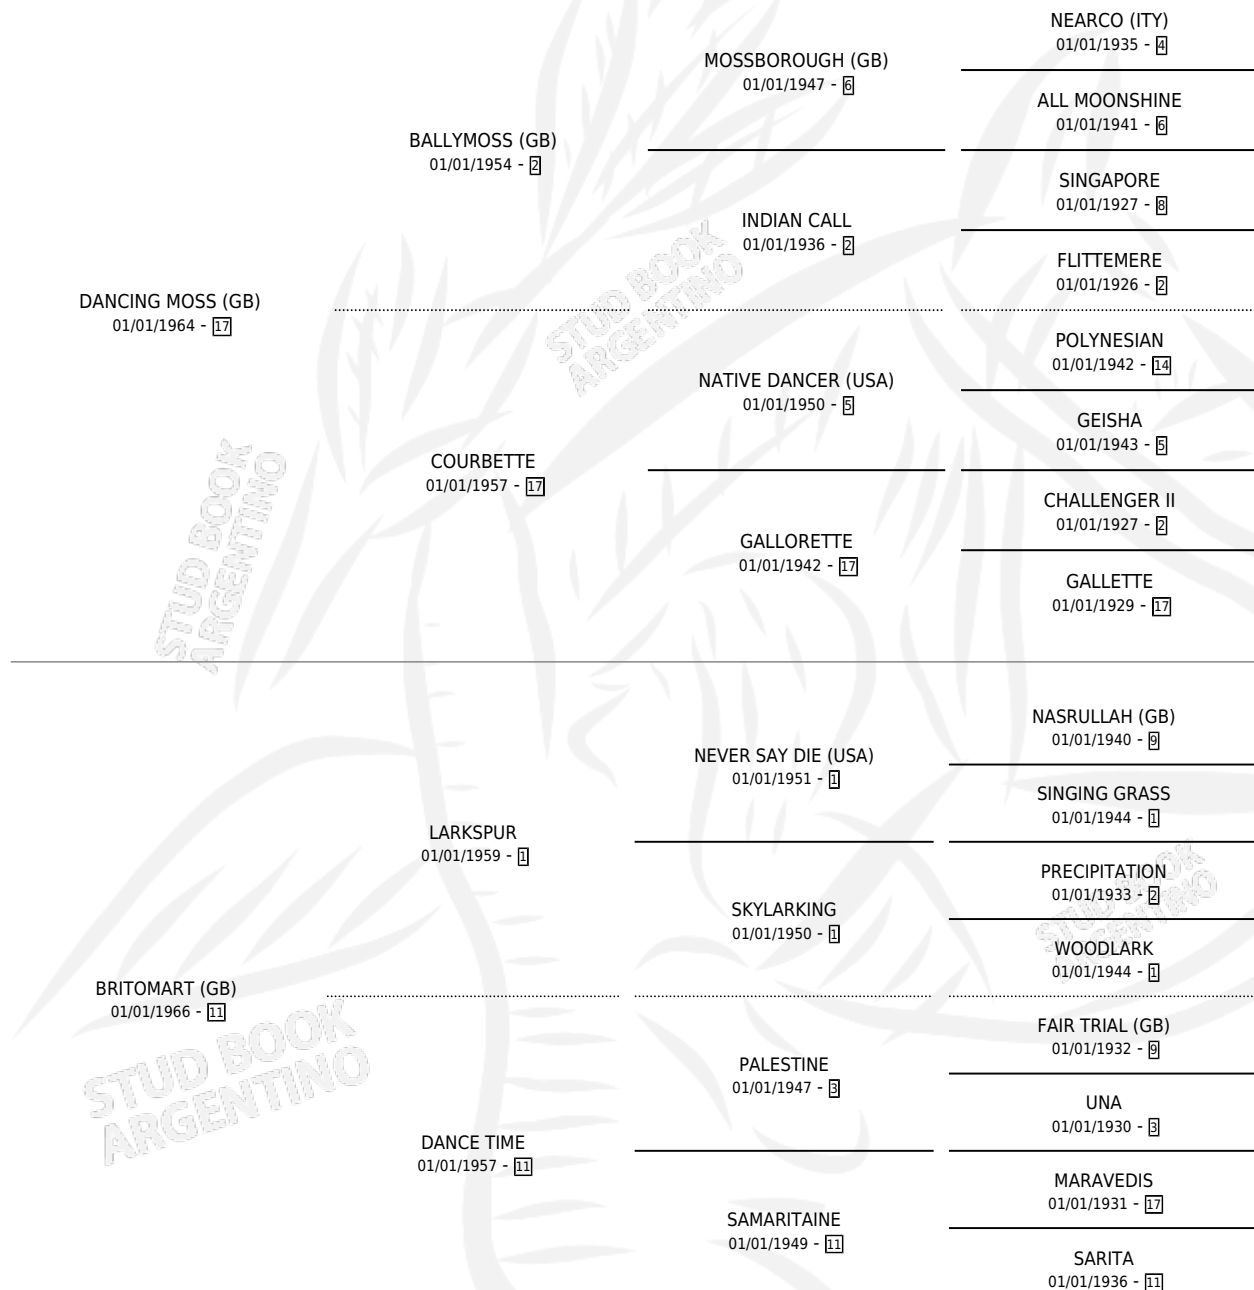 NEARCO (ITY)
01/01/1935 - 4
MOSSBOROUGH (GB)
01/01/1947 - 6
ALL MOONSHINE
01/01/1941 - 6
BALLYMOSS (GB)
01/01/1954 - 2
SINGAPORE
01/01/1927 - 8
INDIAN CALL
01/01/1936 - 2
FLITTEMERE
01/01/1926 - 2
DANCING MOSS (GB)
01/01/1964 - 17
POLYNESIAN
01/01/1942 - 14
NATIVE DANCER (USA)
01/01/1950 - 5
GEISHA
01/01/1943 - 5
COURBETTE
01/01/1957 - 17
CHALLENGER II
01/01/1927 - 2
GALLORETTE
01/01/1942 - 17
GALLETTE
01/01/1929 - 17
NASRULLAH (GB)
01/01/1940 - 9
NEVER SAY DIE (USA)
01/01/1951 - 1
SINGING GRASS
01/01/1944 - 1
LARKSPUR
01/01/1959 - 1
PRECIPITATION
01/01/1933 - 2
SKYLARKING
01/01/1950 - 1
WOODLARK
01/01/1944 - 1
BRITOMART (GB)
01/01/1966 - 11
FAIR TRIAL (GB)
01/01/1932 - 9
PALESTINE
01/01/1947 - 3
UNA
01/01/1930 - 3
DANCE TIME
01/01/1957 - 11
MARAVEDIS
01/01/1931 - 17
SAMARITAINE
01/01/1949 - 11
SARITA
01/01/1936 - 11
STUD BOOK
ARGENTINO
STUD BOOK
ARGENTINO
STUD BOOK
ARGENTINO
STUD BOOK
ARGENTINO